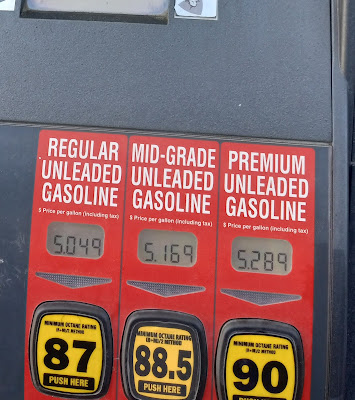 REGULAR
UNLEADED
GASOLINE
$ Price per gallon (including tax)
5.049
MINIMUM OCTANE RATING
(R+M)/2 METHOD
87
PUSH HERE
MID-GRADE
UNLEADED
GASOLINE
$ Price per gallon (including tax)
5.169
MINIMUM OCTANE RATING
(R+M)/2 METHOD
88.5
PUSH HERE
PREMIUM
UNLEADED
GASOLINE
$ Price per gallon (including tax)
5.289
MINIMUM OCTANE RATING
(R+M)/2 METHOD
90
PUSH HERE